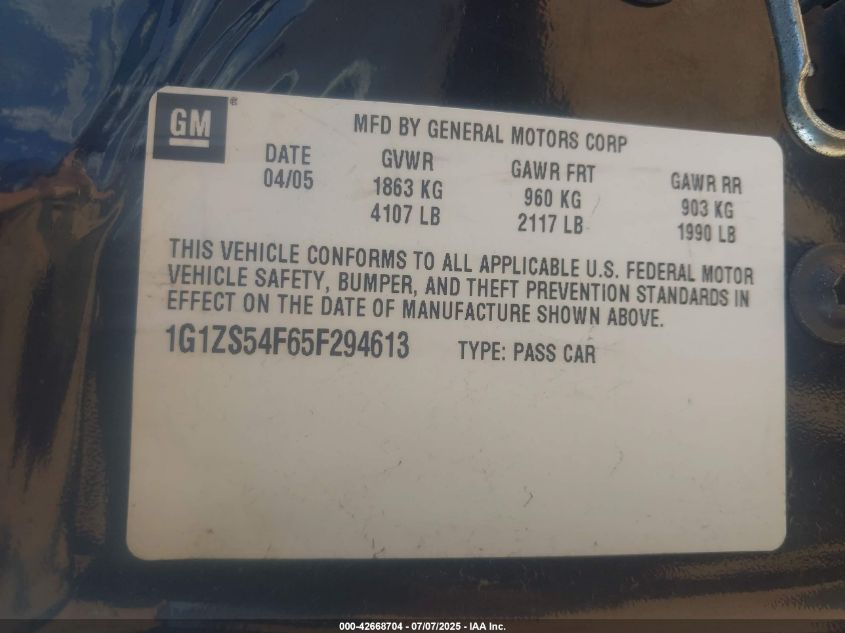 GM®
MFD BY GENERAL MOTORS CORP
DATE GVWR GAWR FRT GAWR RR
04/05 1863 KG 960 KG 903 KG
4107 LB 2117 LB 1990 LB
THIS VEHICLE CONFORMS TO ALL APPLICABLE U.S. FEDERAL MOTOR
VEHICLE SAFETY, BUMPER, AND THEFT PREVENTION STANDARDS IN
EFFECT ON THE DATE OF MANUFACTURE SHOWN ABOVE.
1G1ZS54F65F294613 TYPE: PASS CAR
000-42668704 / 07/07/2025 - IAA Inc.